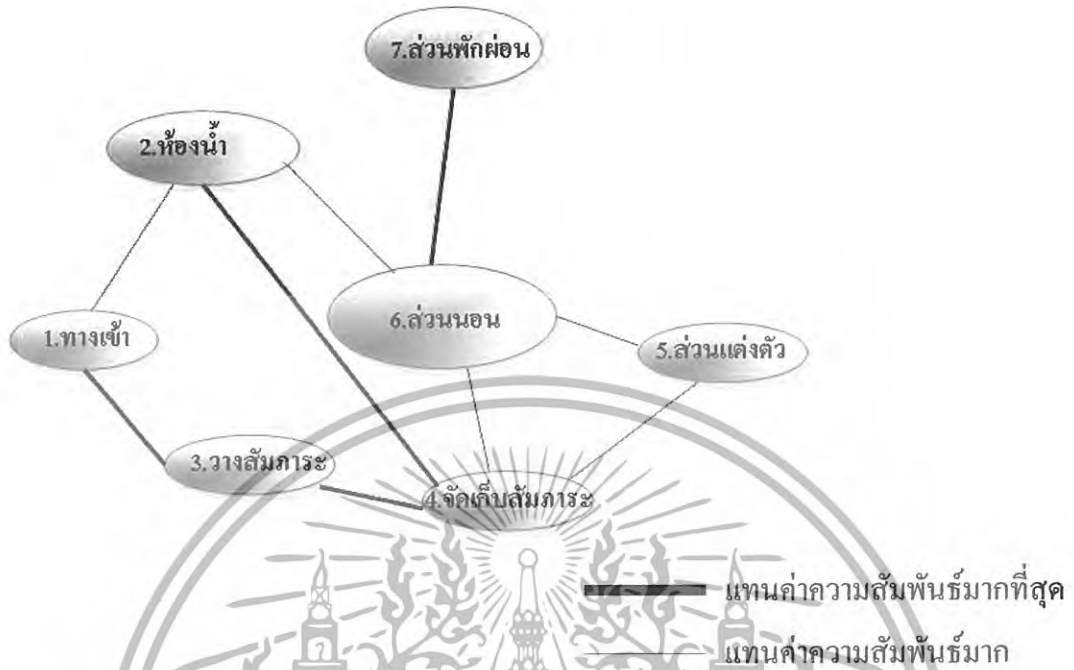 7.ส่วนพักผ่อน
2.ห้องน้ำ
6.ส่วนนอน
1.ทางเข้า
5.ส่วนแต่งตัว
3.วางสัมภาระ
4.จัดเก็บสัมภาระ
แทนค่าความสัมพันธ์มากที่สุด
แทนค่าความสัมพันธ์มาก